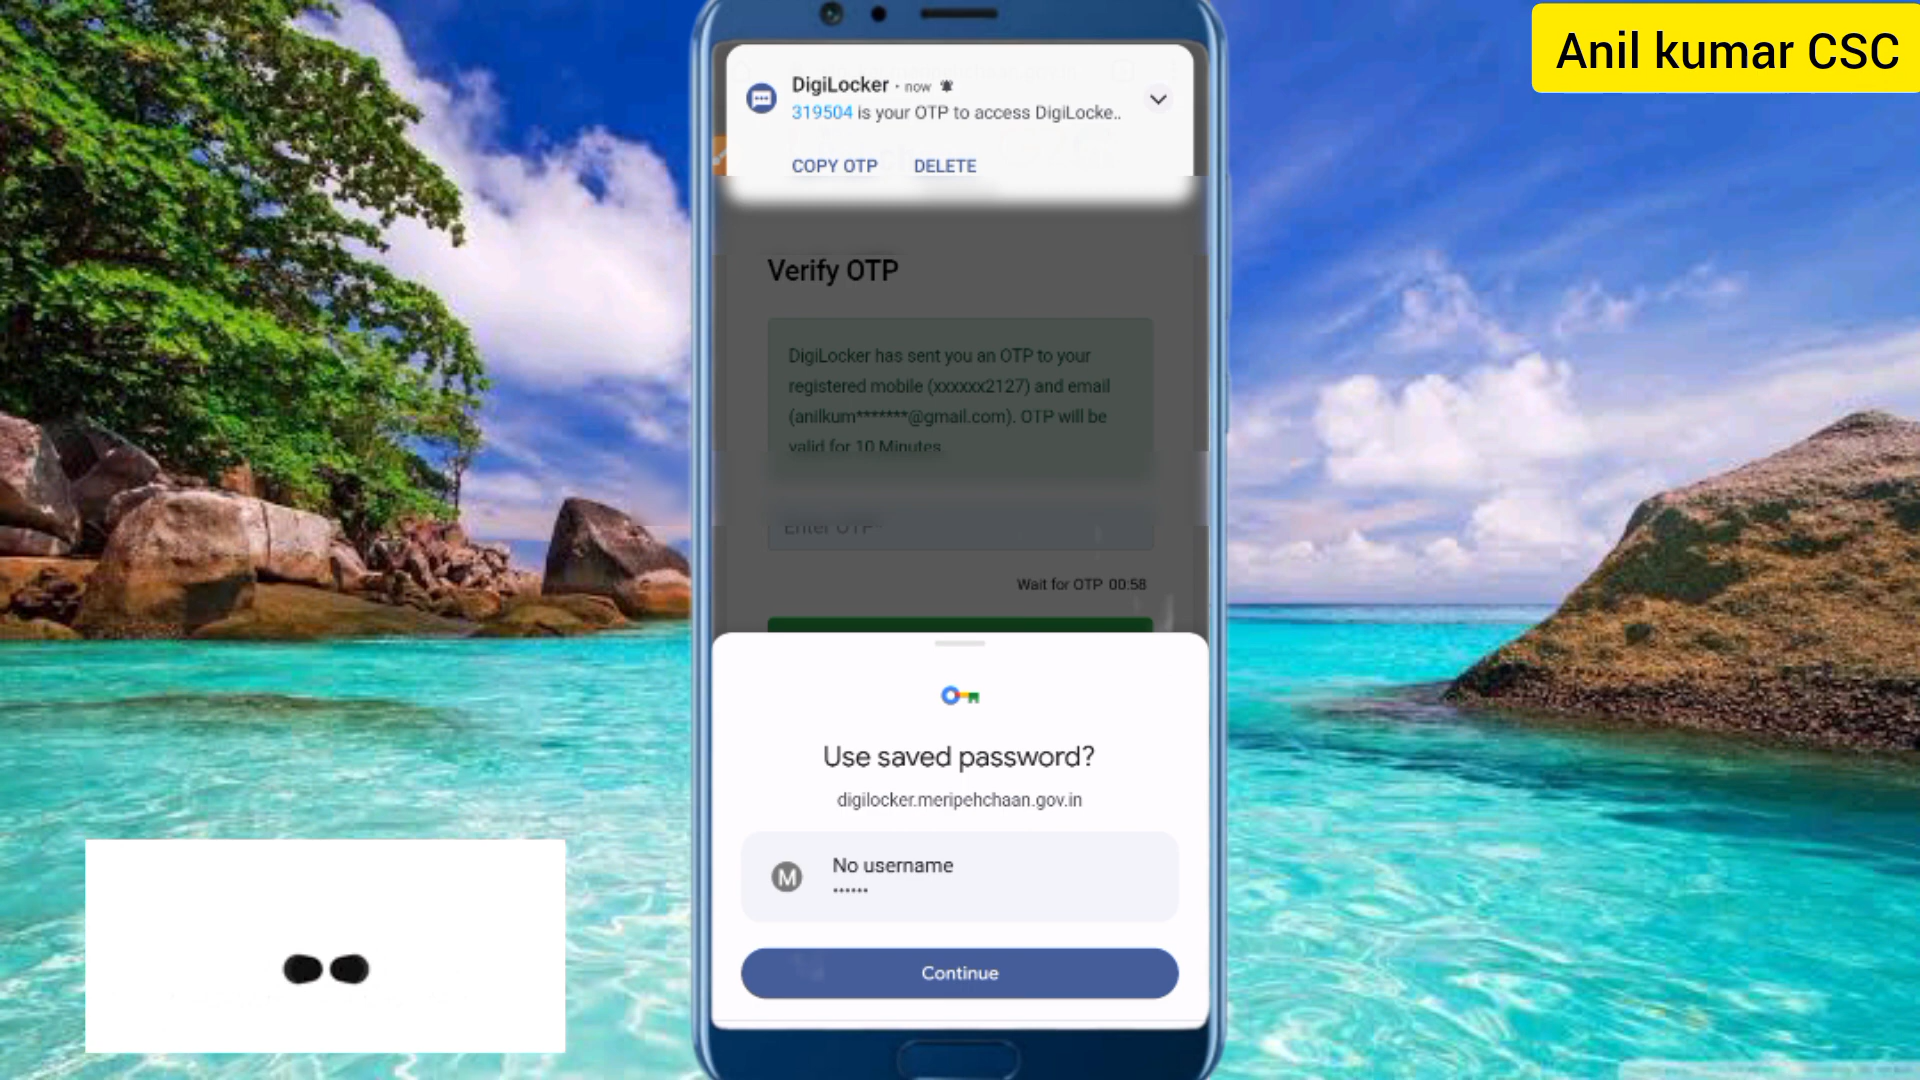 Anil kumar CSC
DigiLocker · now
319504 is your OTP to access DigiLocke..
COPY OTP DELETE
Verify OTP
DigiLocker has sent you an OTP to your
registered mobile (xxxxxx2127) and email
(anilkum*******@gmail.com). OTP will be
valid for 10 Minutes.
Enter OTP*
Wait for OTP 00:58
Use saved password?
digilocker.meripehchaan.gov.in
M
No username
••••••
Continue